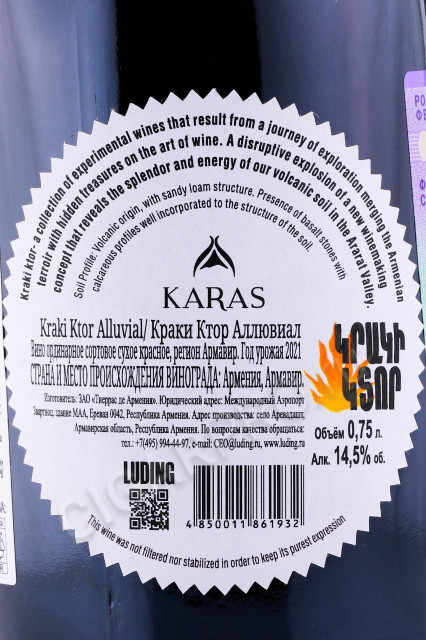 Kraki ktor- a collection of experimental wines that result from a journey of exploration merging the Armenian
terroir with hidden treasures on the art of wine. A disruptive explosion of a new winemaking
concept that reveals the splendor and energy of our volcanic soil in the Ararat Valley.
Soil Profile: Volcanic origin, with sandy loam structure. Presence of basalt stones with
calcareous profiles well incorporated to the structure of the soil.
KARAS
Kraki Ktor Alluvial/ Краки Ктор Аллювиал
Вино ординарное сортовое сухое красное, регион Армавир. Год урожая 2021
СТРАНА И МЕСТО ПРОИСХОЖДЕНИЯ ВИНОГРАДА: Армения, Армавир.
Изготовитель: ЗАО «Тиеррас де Армения». Юридический адрес: Международный Аэропорт
Звартноц, здание МАА, Ереван 0042, Республика Армения. Адрес производства: село Аревадашт,
Армавирская область, Республика Армения. По вопросам качества обращаться:
тел.: +7(495) 994-44-97, e-mail: CEO@luding.ru, www.luding.ru
ԿՐԱԿԻ
ԿՏՈՐ
Объём 0,75 л.
Алк. 14,5% об.
LUDING
4 850011 861932
This wine was not filtered nor stabilized in order to keep its purest expression